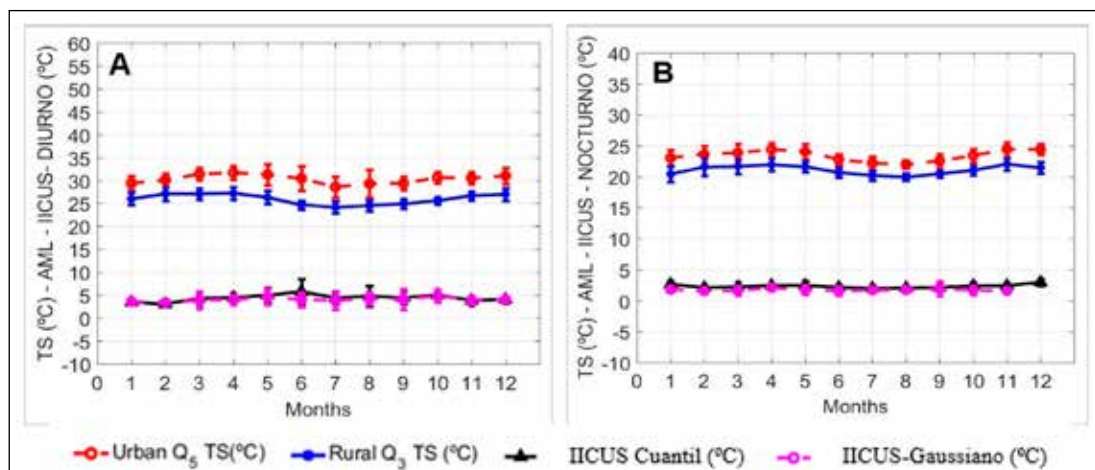 A
TS (ºC) - AML - IICUS- DIURNO (ºC)
60
55
50
45
40
35
30
25
20
15
10
5
0
-5
-10
0 1 2 3 4 5 6 7 8 9 10 11 12
Months
B
TS (ºC) - AML - IICUS - NOCTURNO (ºC)
40
35
30
25
20
15
10
5
0
-5
-10
0 1 2 3 4 5 6 7 8 9 10 11 12
Months
Urban Q5 TS(ºC) Rural Q3 TS (ºC) IICUS Cuantil (ºC) IICUS-Gaussiano (ºC)